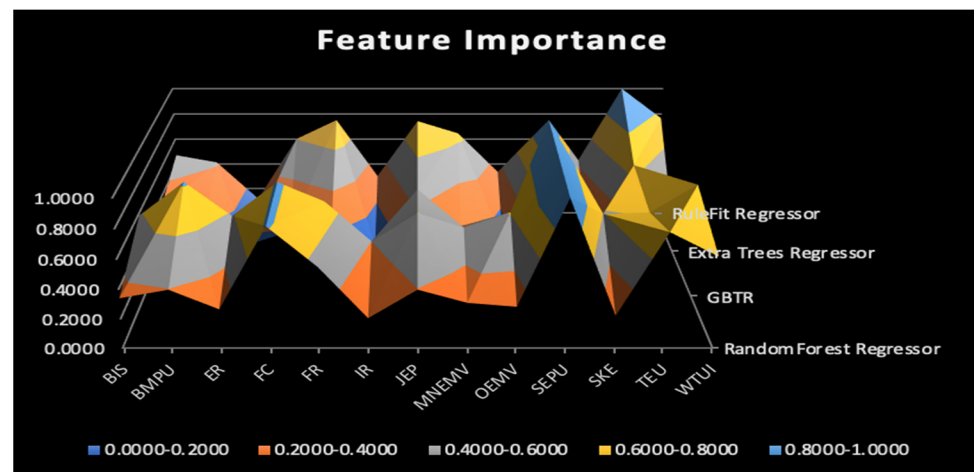 Feature Importance
1.0000
0.8000
0.6000
0.4000
0.2000
0.0000
RuleFit Regressor
Extra Trees Regressor
GBTR
RandomForest Regressor
BIS
BMPU
ER
FC
FR
IR
JEP
MNEMV
OEMV
SEPU
SKE
TEU
WTUI
0.0000-0.2000 0.2000-0.4000 0.4000-0.6000 0.6000-0.8000 0.8000-1.0000